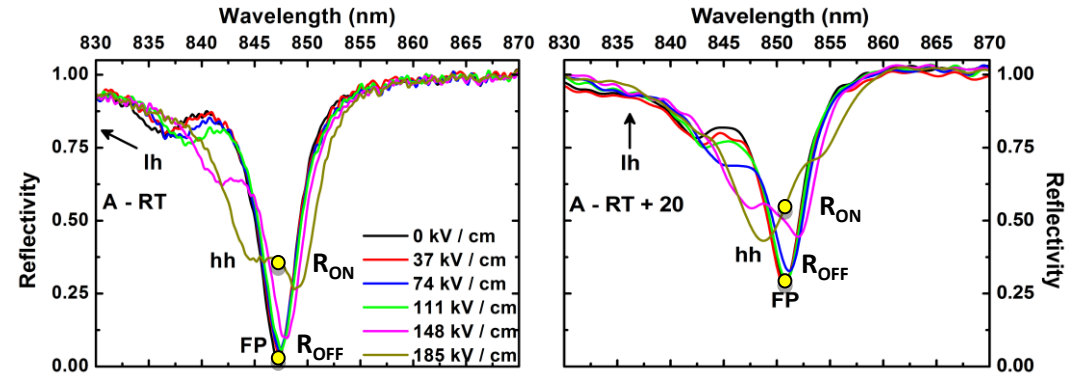 Wavelength (nm)
830 835 840 845 850 855 860 865 870
1.00
0.75
0.50
0.25
0.00
Reflectivity
lh
A - RT
hh
R_ON
FP
R_OFF
0 kV / cm
37 kV / cm
74 kV / cm
111 kV / cm
148 kV / cm
185 kV / cm
Wavelength (nm)
830 835 840 845 850 855 860 865 870
lh
A - RT + 20
hh
R_ON
R_OFF
FP
1.00
0.75
0.50
0.25
0.00
Reflectivity